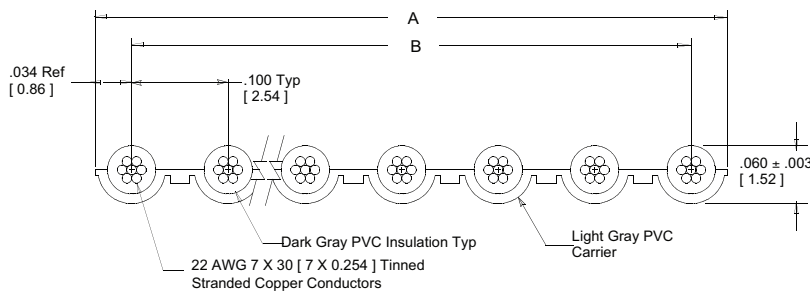 A
B
.034 Ref
[ 0.86 ]
.100 Typ
[ 2.54 ]
.060 ± .003
[ 1.52 ]
Dark Gray PVC Insulation Typ
Light Gray PVC
Carrier
22 AWG 7 X 30 [ 7 X 0.254 ] Tinned
Stranded Copper Conductors